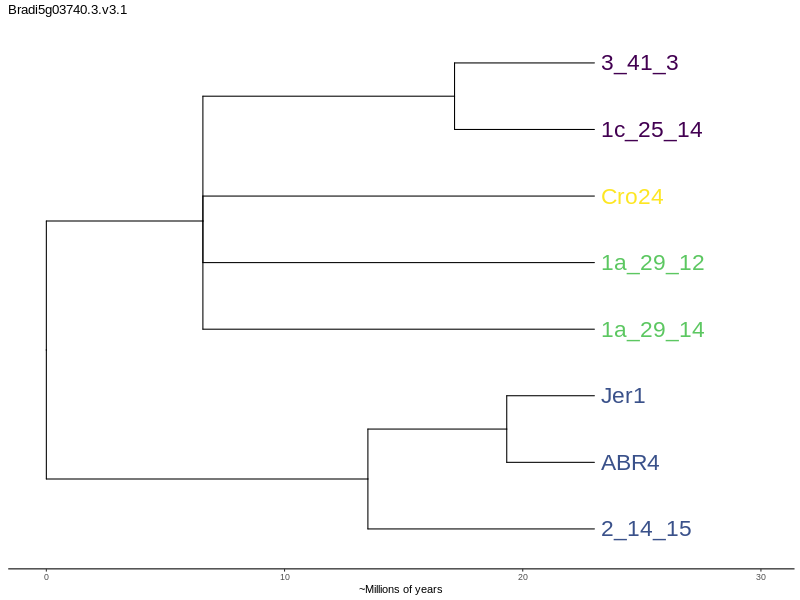 Bradi5g03740.3.v3.1
3_41_3
1c_25_14
Cro24
1a_29_12
1a_29_14
Jer1
ABR4
2_14_15
0 10 20 30
~Millions of years